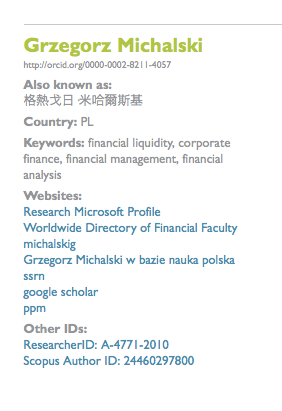 Grzegorz Michalski
http://orcid.org/0000-0002-8211-4057
Also known as:
格熱戈日 米哈爾斯基
Country: PL
Keywords: financial liquidity, corporate
finance, financial management, financial
analysis
Websites:
Research Microsoft Profile
Worldwide Directory of Financial Faculty
michalskig
Grzegorz Michalski w bazie nauka polska
ssrn
google scholar
ppm
Other IDs:
ResearcherID: A-4771-2010
Scopus Author ID: 24460297800